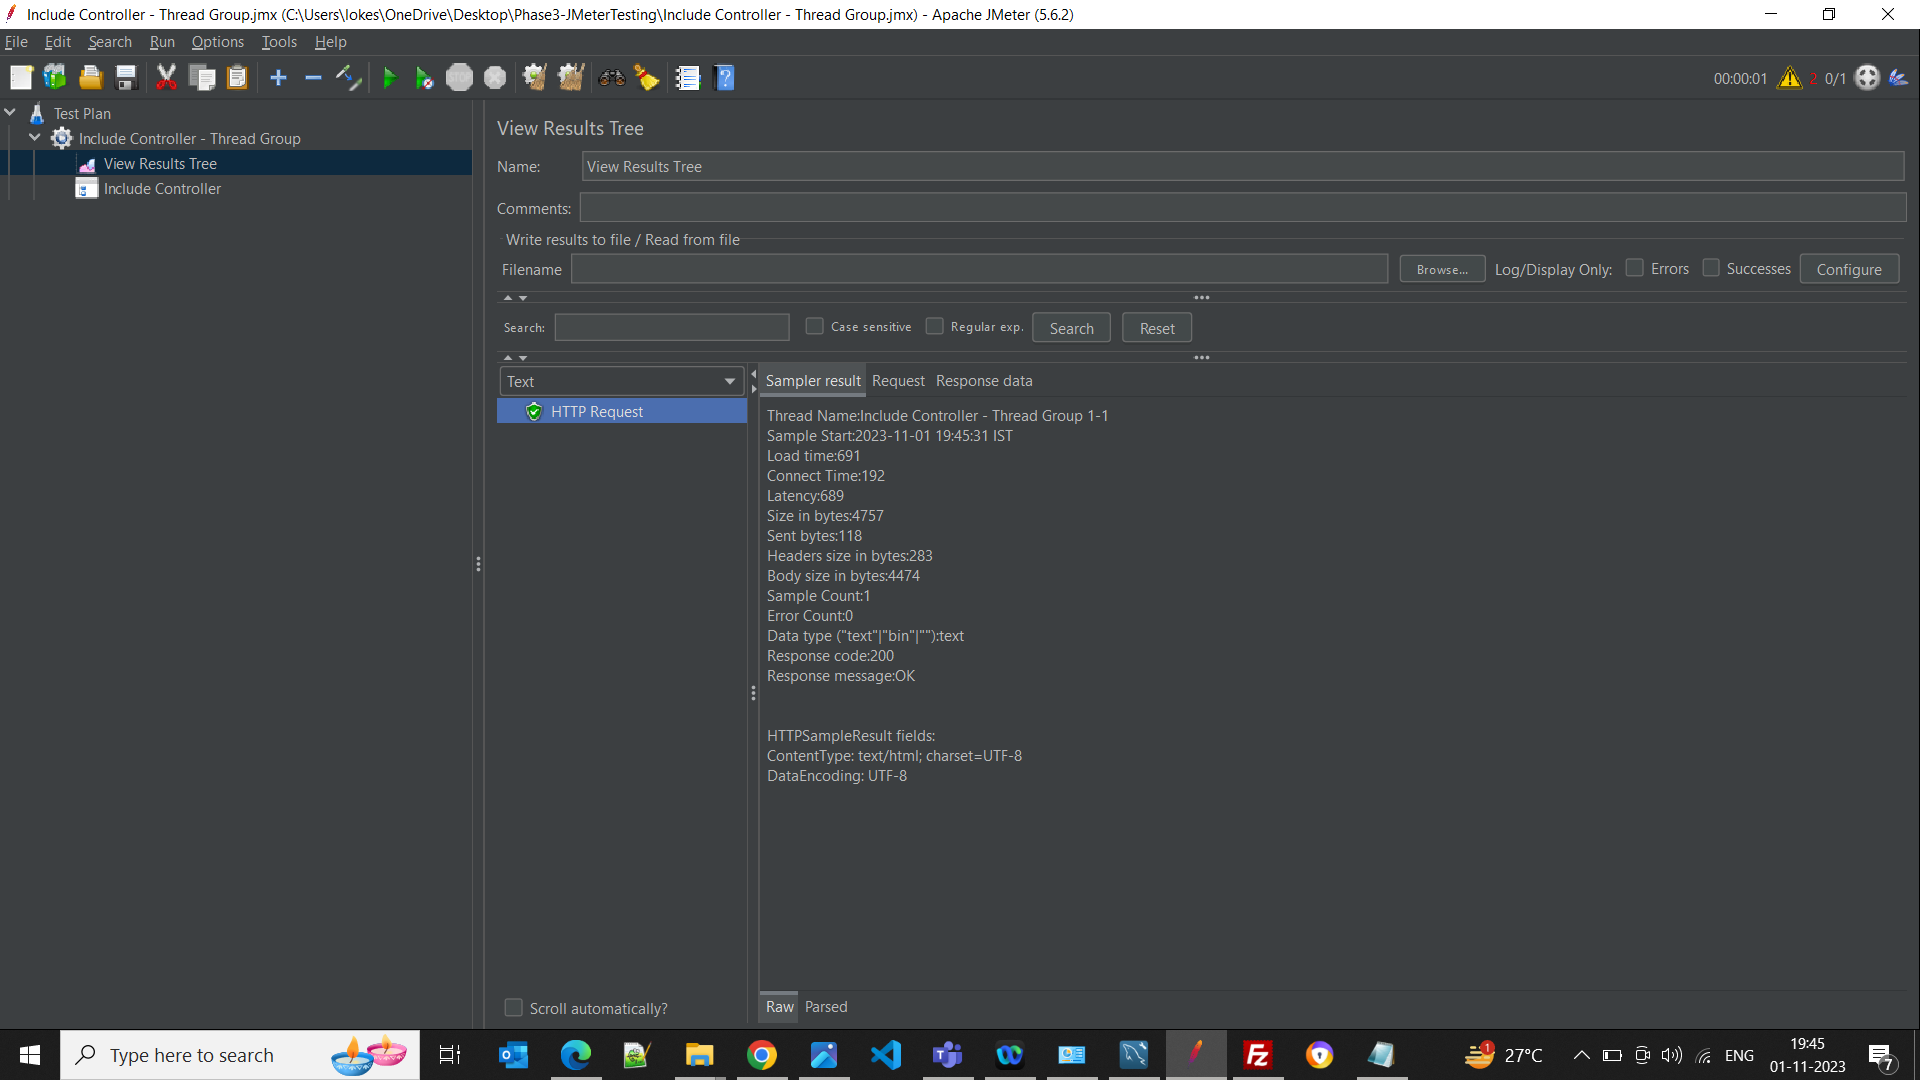 Include Controller - Thread Group.jmx (C:\Users\lokes\OneDrive\Desktop\Phase3-JMeterTesting\Include Controller - Thread Group.jmx) - Apache JMeter (5.6.2)
File Edit Search Run Options Tools Help
00:00:01 2 0/1
Test Plan
Include Controller - Thread Group
View Results Tree
Include Controller
View Results Tree
Name: View Results Tree
Comments:
Write results to file / Read from file
Filename Browse... Log/Display Only: Errors Successes Configure
Search: Case sensitive Regular exp. Search Reset
Text
HTTP Request
Sampler result Request Response data
Thread Name:Include Controller - Thread Group 1-1
Sample Start:2023-11-01 19:45:31 IST
Load time:691
Connect Time:192
Latency:689
Size in bytes:4757
Sent bytes:118
Headers size in bytes:283
Body size in bytes:4474
Sample Count:1
Error Count:0
Data type ("text"|"bin"|""):text
Response code:200
Response message:OK
HTTPSampleResult fields:
ContentType: text/html; charset=UTF-8
DataEncoding: UTF-8
Scroll automatically?
Raw Parsed
Type here to search
1 27°C ENG
19:45
01-11-2023
7